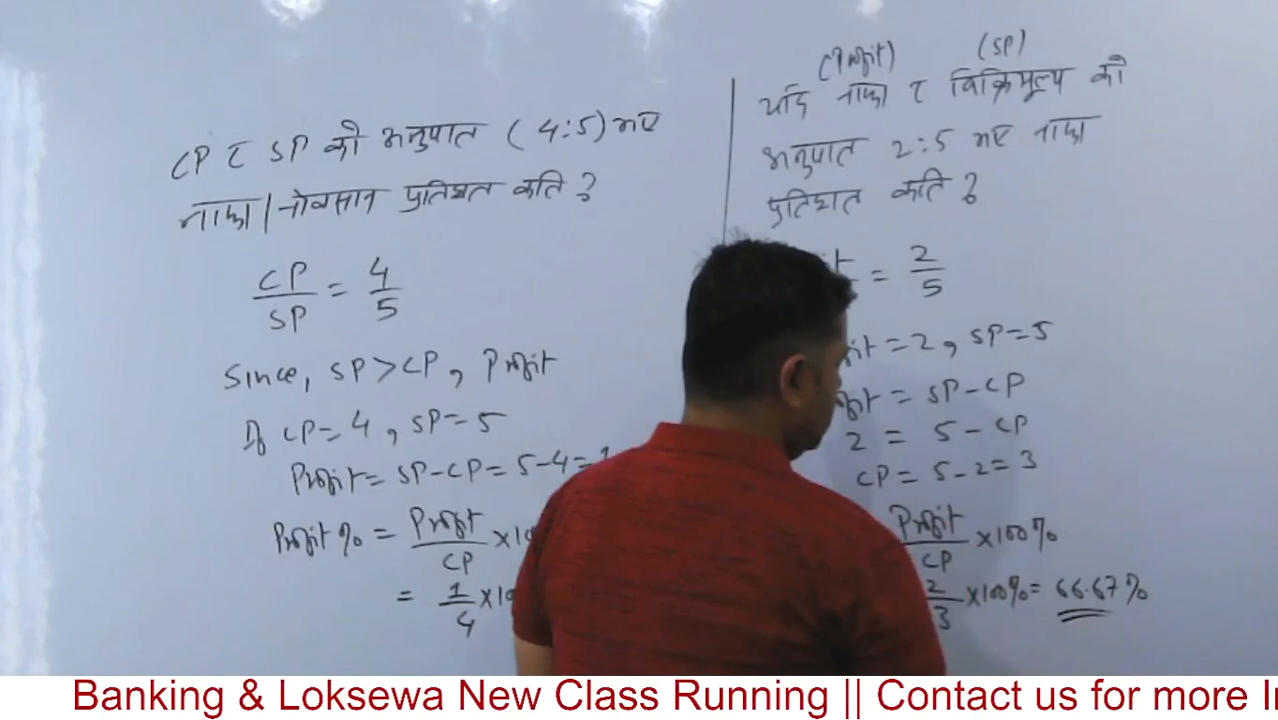 CP र SP को अनुपात (4:5) भए
नाफा/नोक्सान प्रतिशत कति ?
CP/SP = 4/5
Since, SP>CP, Profit
If CP=4, SP=5
Profit= SP-CP= 5-4=1
Profit % = Profit/CP ×10
= 1/4 ×10
(Profit) (SP)
यदि नाफा र विक्रिमूल्य को
अनुपात 2:5 भए नाफा
प्रतिशत कति ?
= 2/5
=2, SP=5
= SP-CP
2 = 5-CP
CP= 5-2=3
Profit/CP ×100%
2/3 ×100%= 66.67%
Banking & Loksewa New Class Running || Contact us for more I